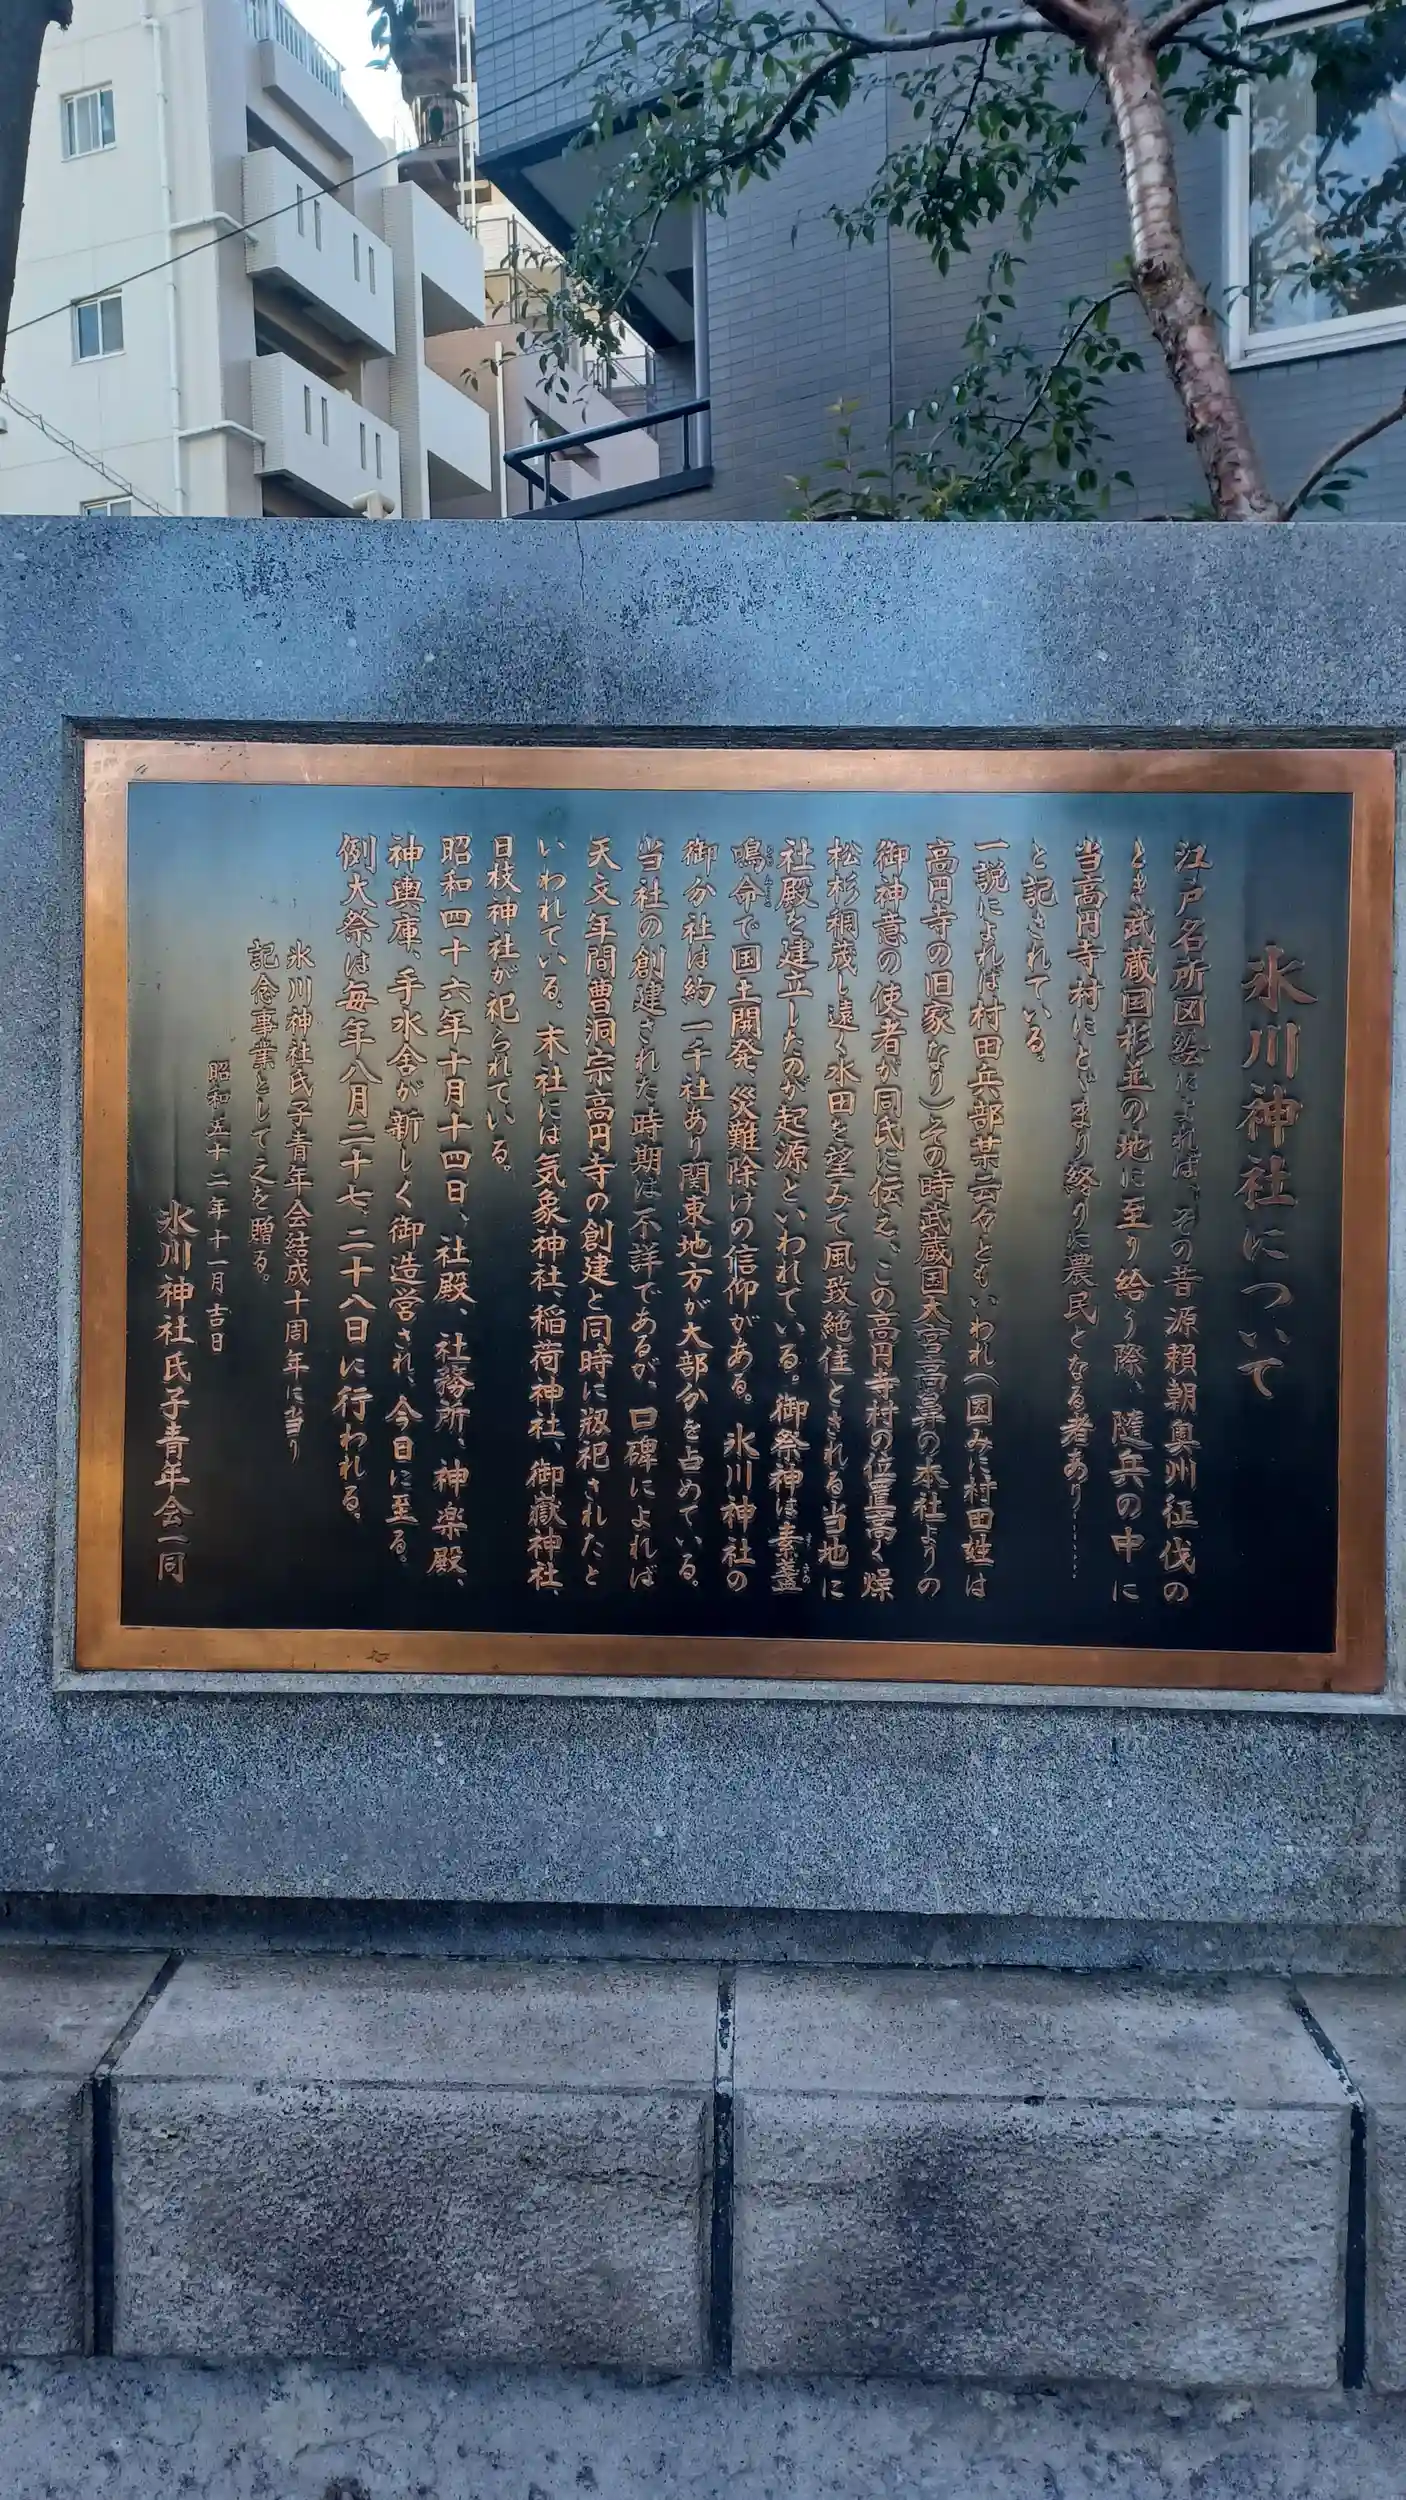 氷川神社について
江戸名所図絵によれば、その昔源頼朝奥州征伐の
とき武蔵国杉並の地に至り給う際、随兵の中に
当高円寺村にとゞまり終りに農民となる者あり……
と記されている。
一説によれば村田兵部某云々ともいわれ(因みに村田姓は
高円寺の旧家なり)その時武蔵国大宮高鼻の本社よりの
御神意の使者が同氏に伝え、この高円寺村の位置高く燥
松杉稠茂し遠く水田を望みて風致絶佳とされる当地に
社殿を建立したのが起源といわれている。御祭神は素盞
鳴命で国土開発災難除けの信仰がある。氷川神社の
御分社は約一千社あり関東地方が大部分を占めている。
当社の創建された時期は不詳であるが、口碑によれば
天文年間曹洞宗高円寺の創建と同時に祀されたと
いわれている。末社には気象神社、稲荷神社、御嶽神社、
日枝神社が祀られている。
昭和四十六年十月十四日、社殿、社務所、神楽殿、
神輿庫、手水舎が新しく御造営され、今日に至る。
例大祭は毎年八月二十七、二十八日に行われる。
氷川神社氏子青年会結成十周年に当り
記念事業として之を贈る。
昭和五十二年十一月吉日
氷川神社氏子青年会一同